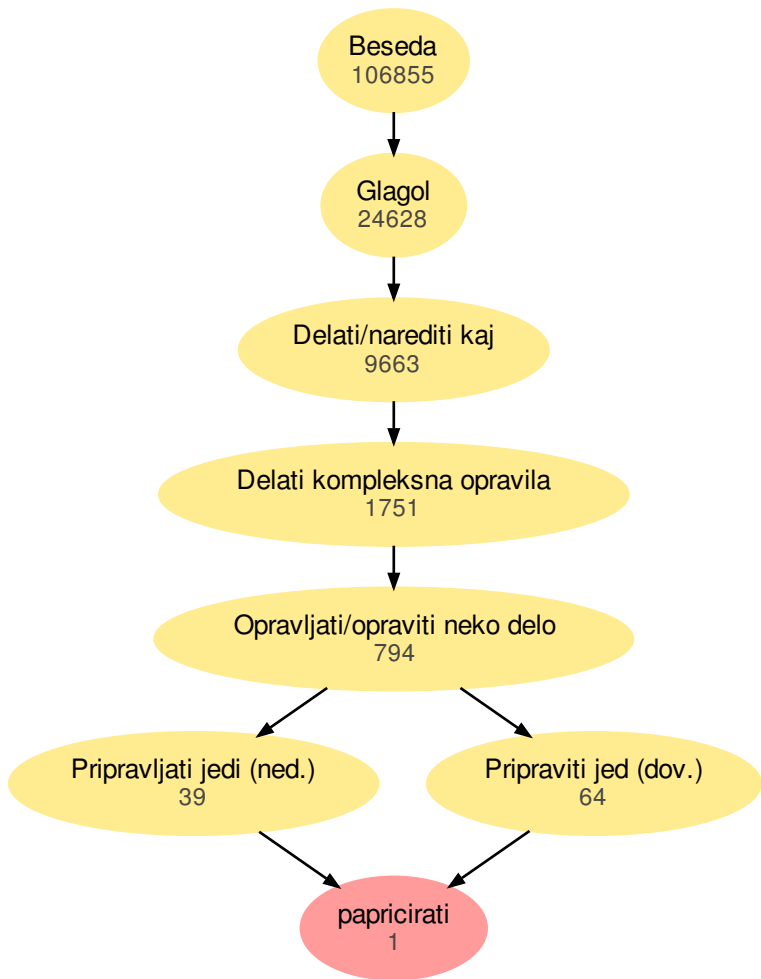 Beseda
106855
Glagol
24628
Delati/narediti kaj
9663
Delati kompleksna opravila
1751
Opravljati/opraviti neko delo
794
Pripravljati jedi (ned.)
39
Pripraviti jed (dov.)
64
papricirati
1